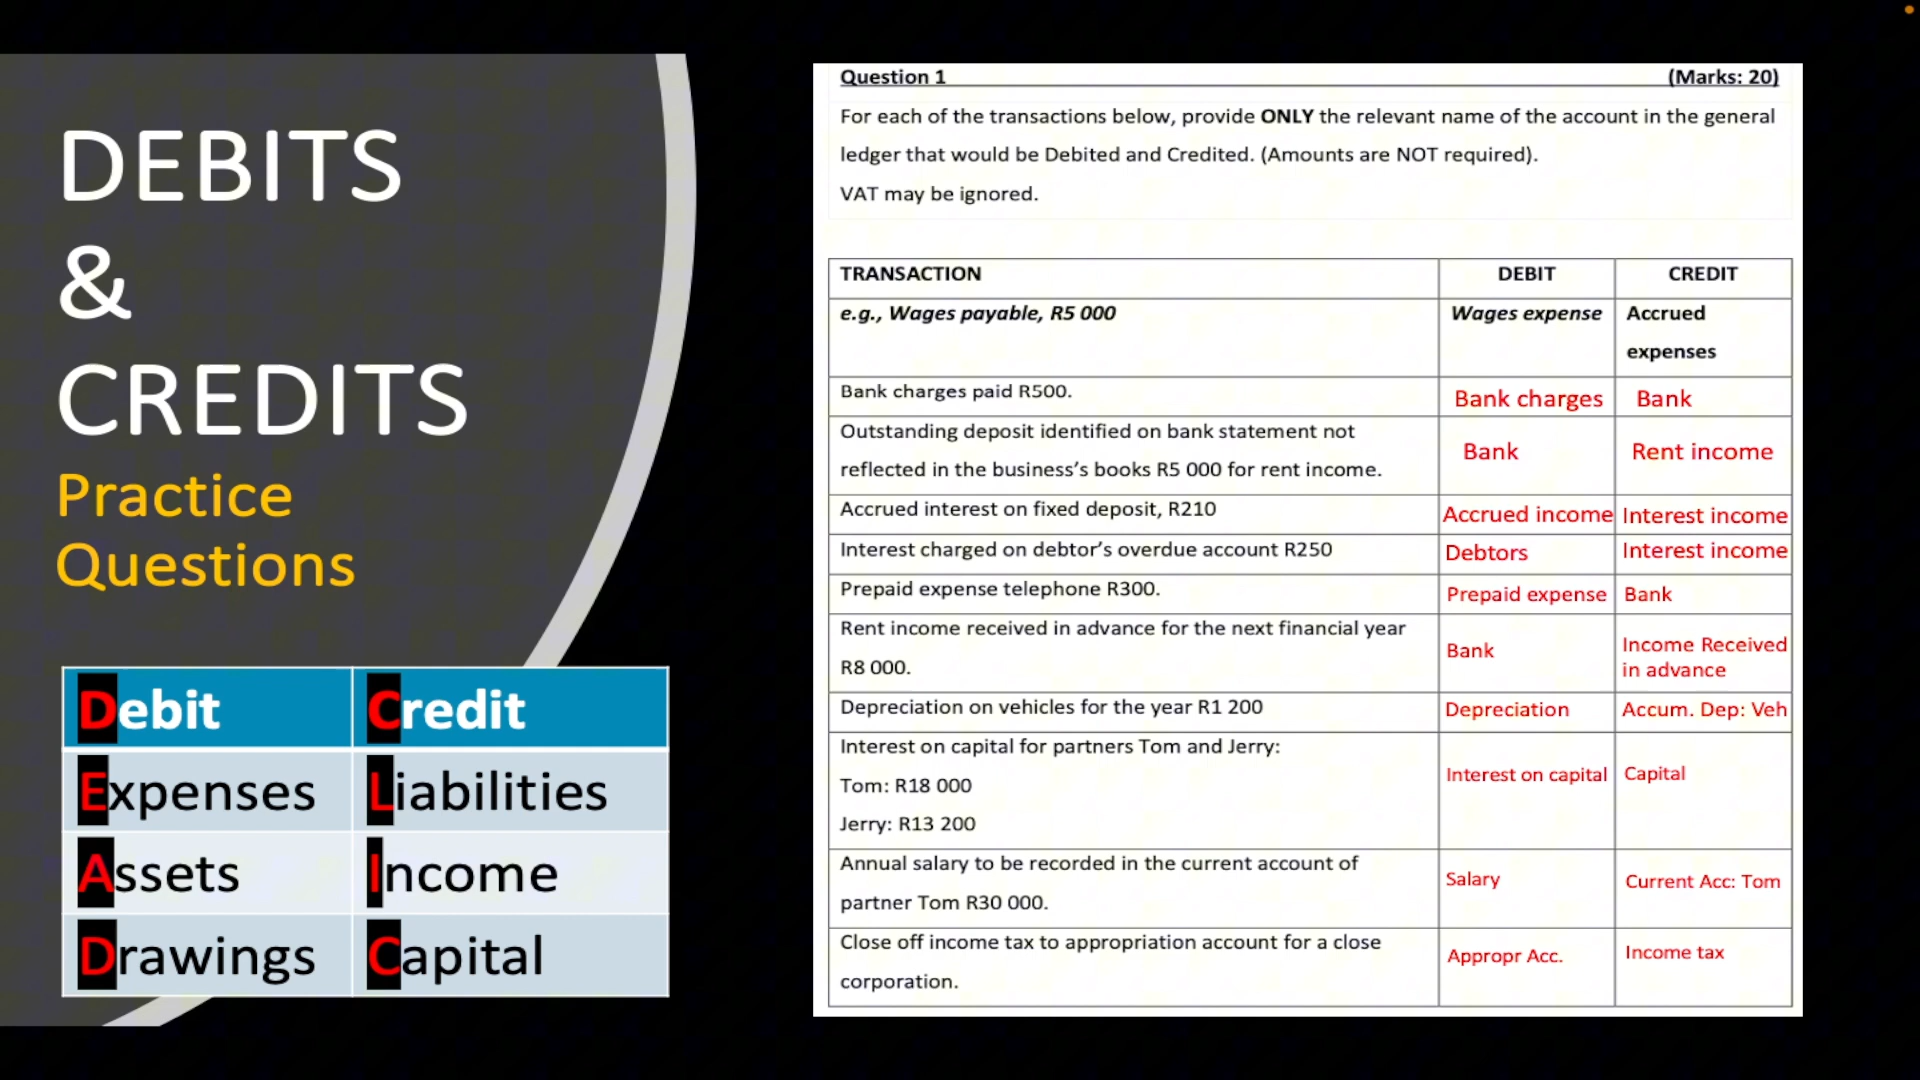 DEBITS
&
CREDITS
Practice
Questions
Debit Credit
Expenses Liabilities
Assets Income
Drawings Capital
Question 1 (Marks: 20)
For each of the transactions below, provide ONLY the relevant name of the account in the general
ledger that would be Debited and Credited. (Amounts are NOT required).
VAT may be ignored.
TRANSACTION DEBIT CREDIT
e.g., Wages payable, R5 000 Wages expense Accrued
expenses
Bank charges paid R500. Bank charges Bank
Outstanding deposit identified on bank statement not
reflected in the business's books R5 000 for rent income. Bank Rent income
Accrued interest on fixed deposit, R210 Accrued income Interest income
Interest charged on debtor's overdue account R250 Debtors Interest income
Prepaid expense telephone R300. Prepaid expense Bank
Rent income received in advance for the next financial year
R8 000. Bank Income Received
in advance
Depreciation on vehicles for the year R1 200 Depreciation Accum. Dep: Veh
Interest on capital for partners Tom and Jerry:
Tom: R18 000 Interest on capital Capital
Jerry: R13 200
Annual salary to be recorded in the current account of
partner Tom R30 000. Salary Current Acc: Tom
Close off income tax to appropriation account for a close
corporation. Appropr Acc. Income tax